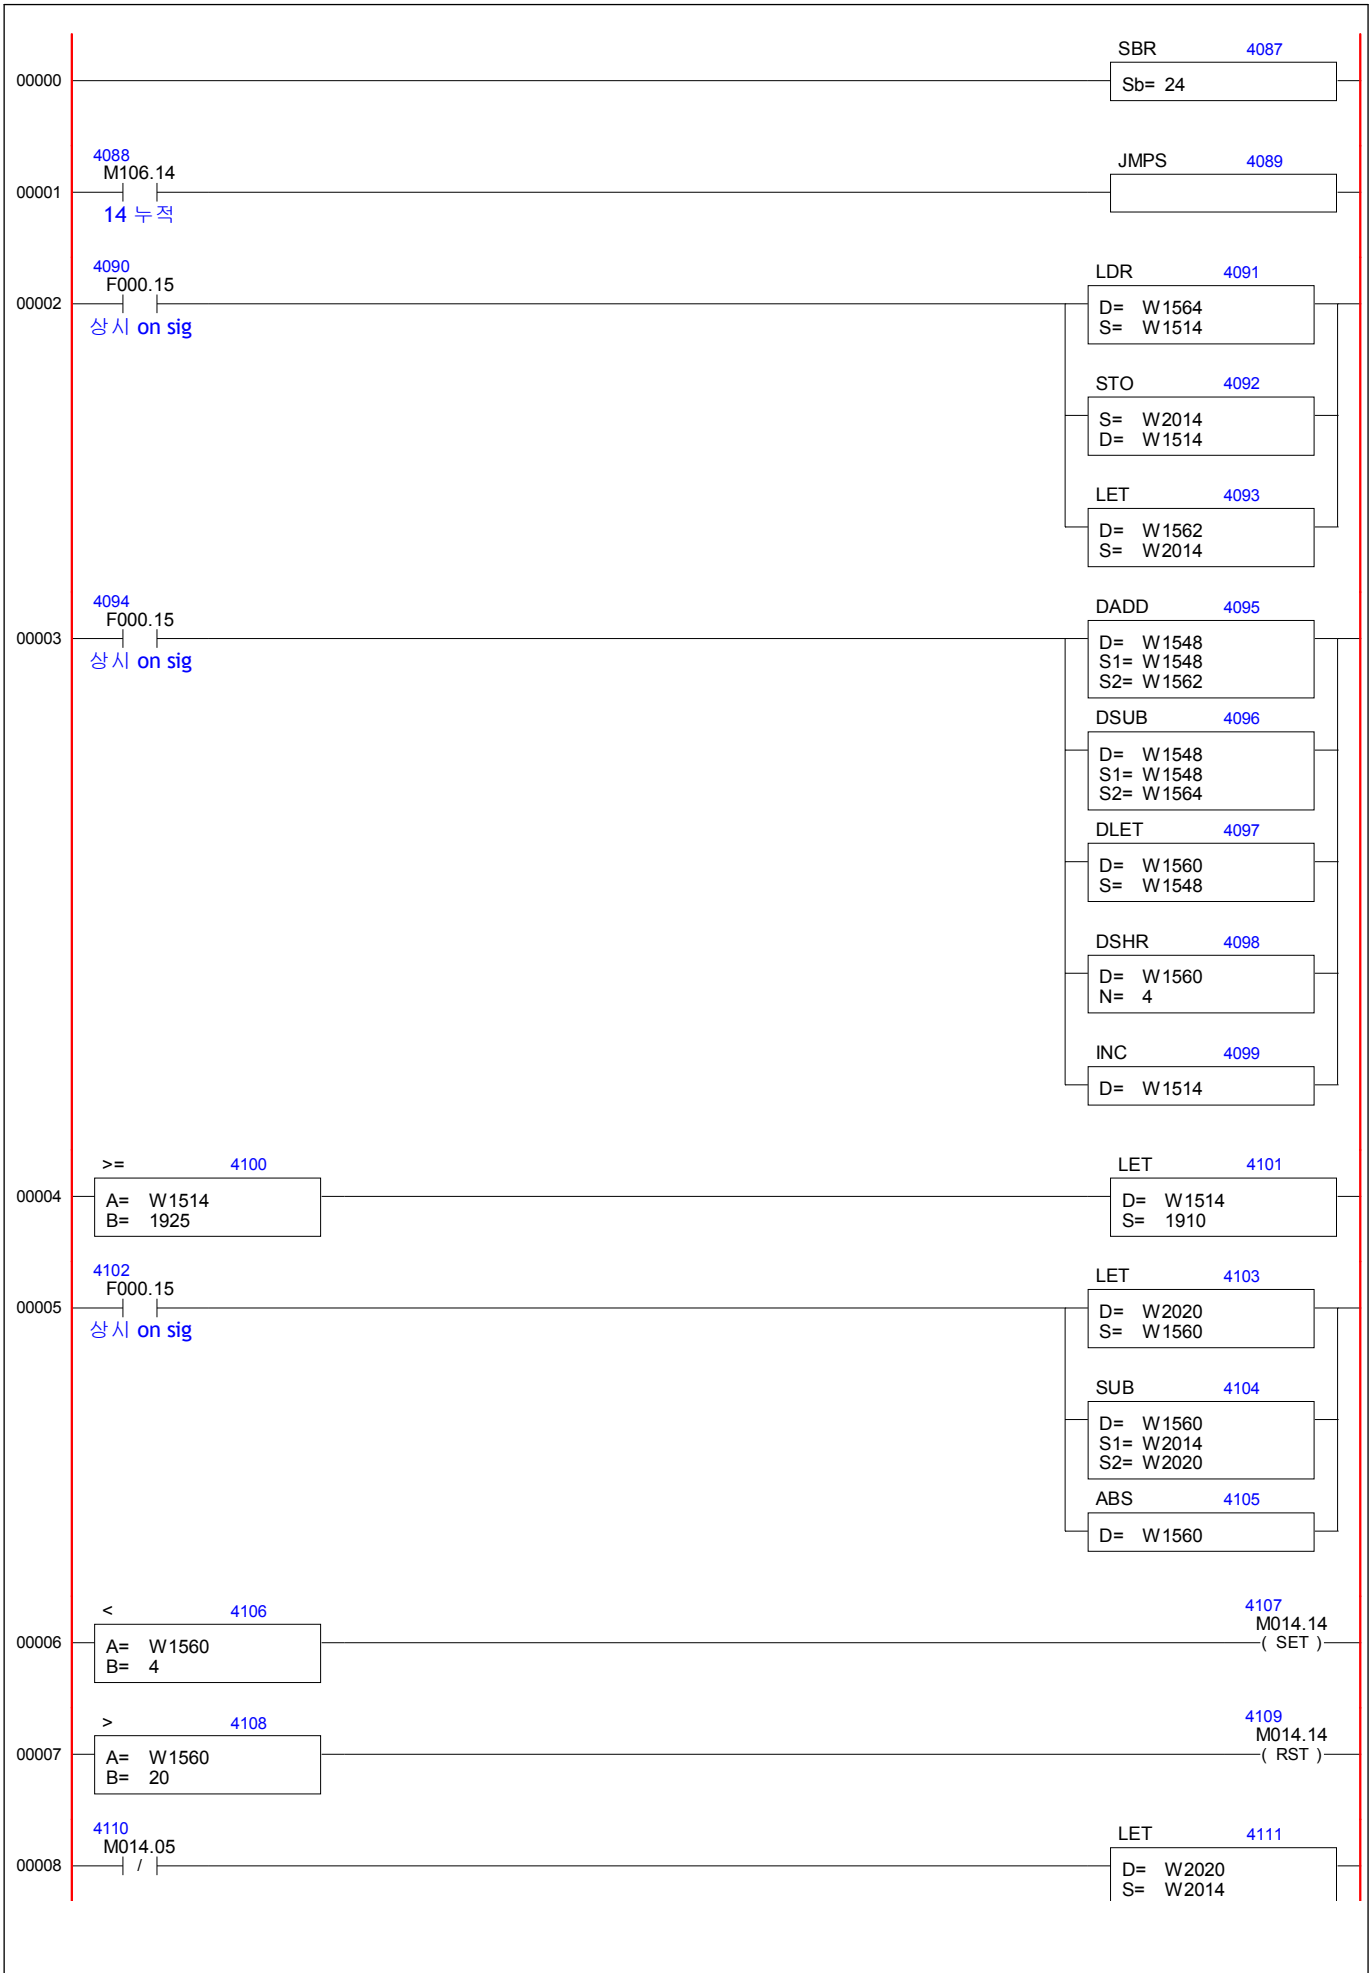 SBR 4087
00000
Sb= 24
4088
M106.14
JMPS 4089
00001
14 누적
4090
F000.15
LDR 4091
00002
D= W1564
S= W1514
상시 on sig
STO 4092
S= W2014
D= W1514
LET 4093
D= W1562
S= W2014
4094
F000.15
DADD 4095
00003
D= W1548
S1= W1548
S2= W1562
상시 on sig
DSUB 4096
D= W1548
S1= W1548
S2= W1564
DLET 4097
D= W1560
S= W1548
DSHR 4098
D= W1560
N= 4
INC 4099
D= W1514
>= 4100
LET 4101
00004
A= W1514
B= 1925
D= W1514
S= 1910
4102
F000.15
LET 4103
00005
D= W2020
S= W1560
상시 on sig
SUB 4104
D= W1560
S1= W2014
S2= W2020
ABS 4105
D= W1560
< 4106
4107
M014.14
00006
A= W1560
B= 4
( SET )
> 4108
4109
M014.14
00007
A= W1560
B= 20
( RST )
4110
M014.05
LET 4111
00008
/
D= W2020
S= W2014